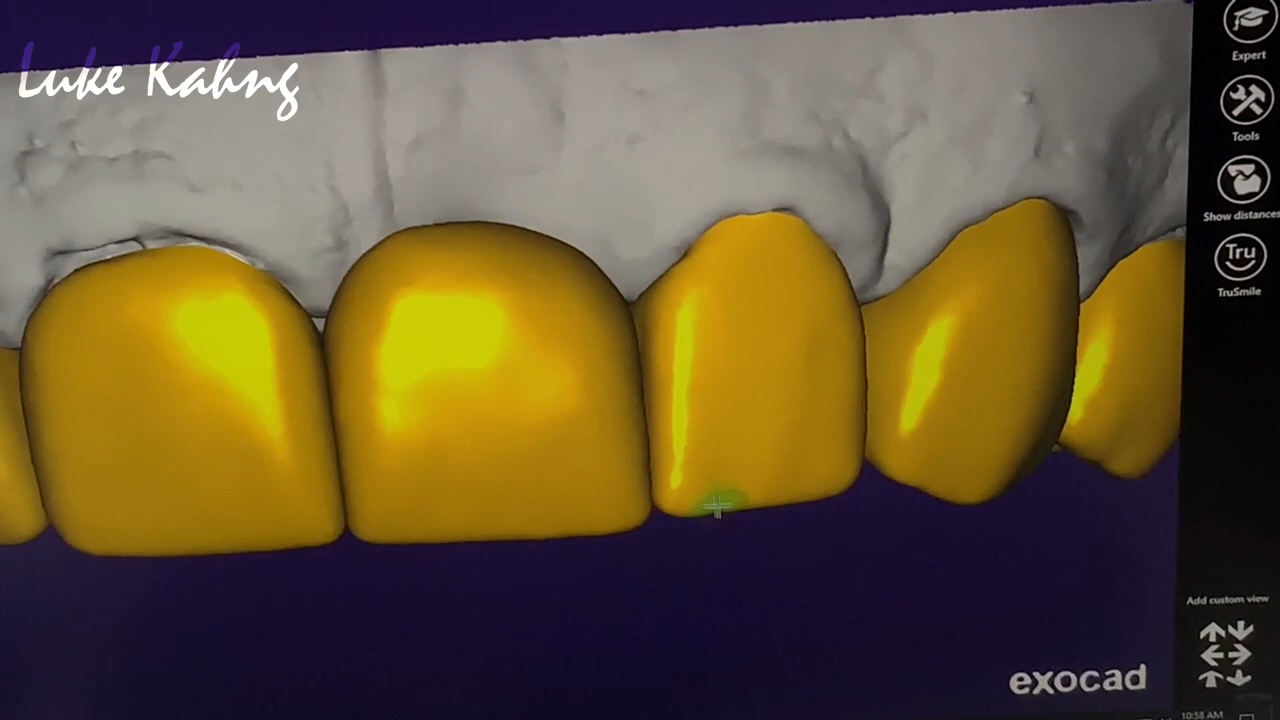 Luke Kahng
Expert
Tools
Show distances
Tru
TruSmile
Add custom view
exocad
10:58 AM